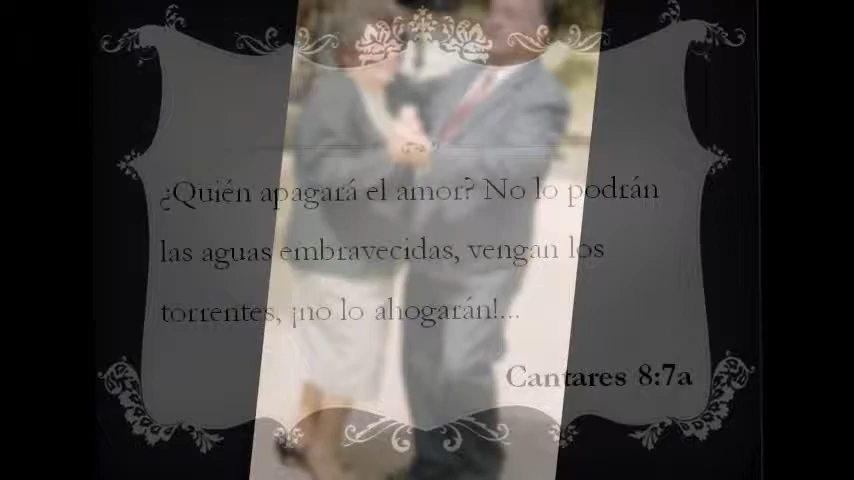 ¿Quién apagará el amor? No lo podrán
las aguas embravecidas, vengan los
torrentes, ¡no lo ahogarán!...
Cantares 8:7a